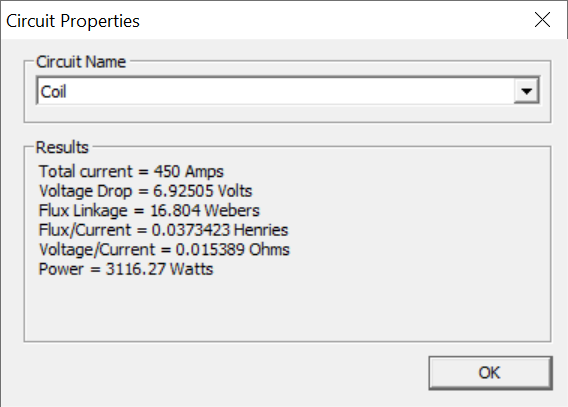 Circuit Properties
Circuit Name
Coil
Results
Total current = 450 Amps
Voltage Drop = 6.92505 Volts
Flux Linkage = 16.804 Webers
Flux/Current = 0.0373423 Henries
Voltage/Current = 0.015389 Ohms
Power = 3116.27 Watts
OK